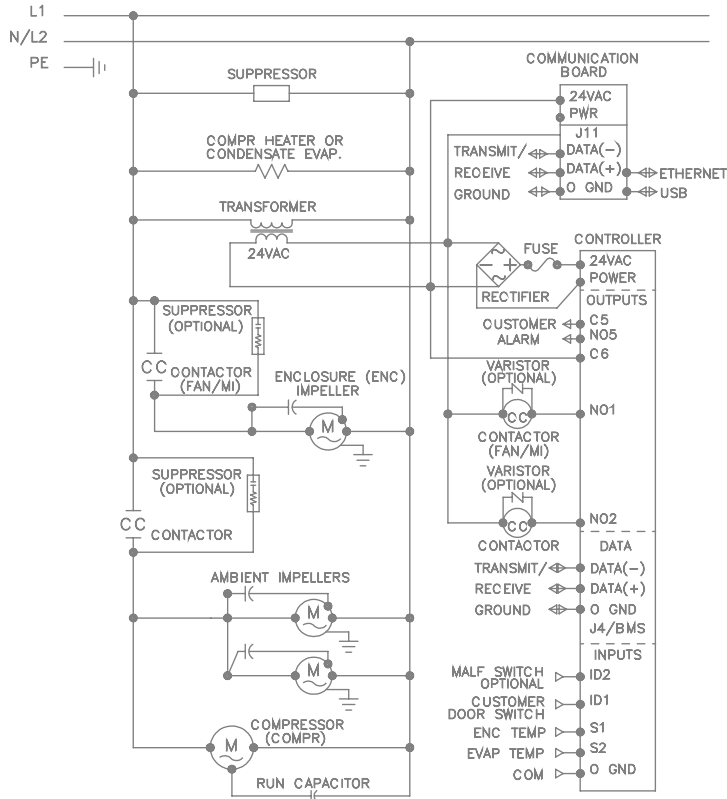 L1
N/L2
PE
SUPPRESSOR
COMPR HEATER OR
CONDENSATE EVAP.
TRANSFORMER
24VAC
SUPPRESSOR
(OPTIONAL)
CC
CONTACTOR
(FAN/MI)
ENCLOSURE (ENC)
IMPELLER
M
SUPPRESSOR
(OPTIONAL)
CC
CONTACTOR
AMBIENT IMPELLERS
M
M
COMPRESSOR
(COMPR)
M
RUN CAPACITOR
COMMUNICATION
BOARD
24VAC
PWR
J11
TRANSMIT/
DATA(-)
RECEIVE
DATA(+)
ETHERNET
GROUND
O GND
USB
CONTROLLER
FUSE
24VAC
POWER
- +
RECTIFIER
OUTPUTS
CUSTOMER
ALARM
C5
NO5
C6
VARISTOR
(OPTIONAL)
CC
NO1
CONTACTOR
(FAN/MI)
VARISTOR
(OPTIONAL)
CC
NO2
CONTACTOR
DATA
TRANSMIT/
DATA(-)
RECEIVE
DATA(+)
GROUND
O GND
J4/BMS
INPUTS
MALF SWITCH
OPTIONAL
ID2
CUSTOMER
DOOR SWITCH
ID1
ENC TEMP
S1
EVAP TEMP
S2
COM
O GND